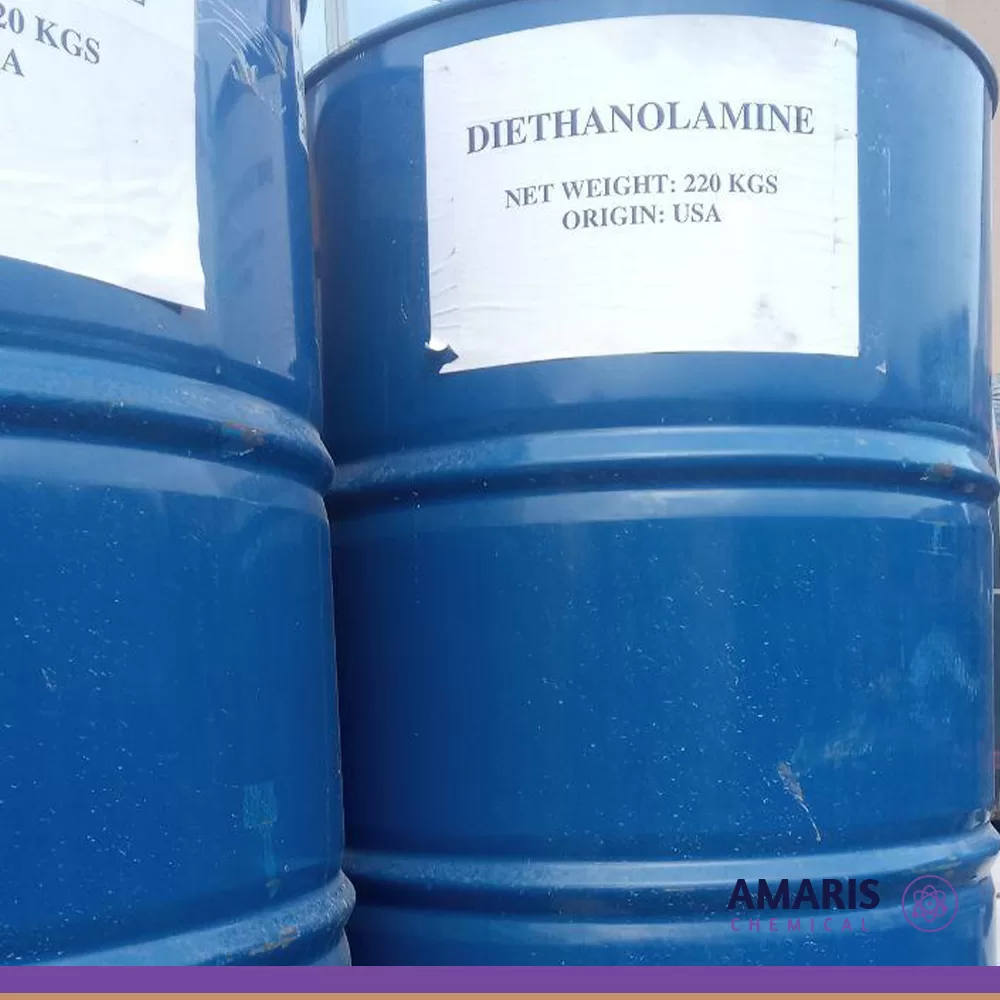 20 KGS
A
DIETHANOLAMINE
NET WEIGHT: 220 KGS
ORIGIN: USA
AMARIS
CHEMICAL